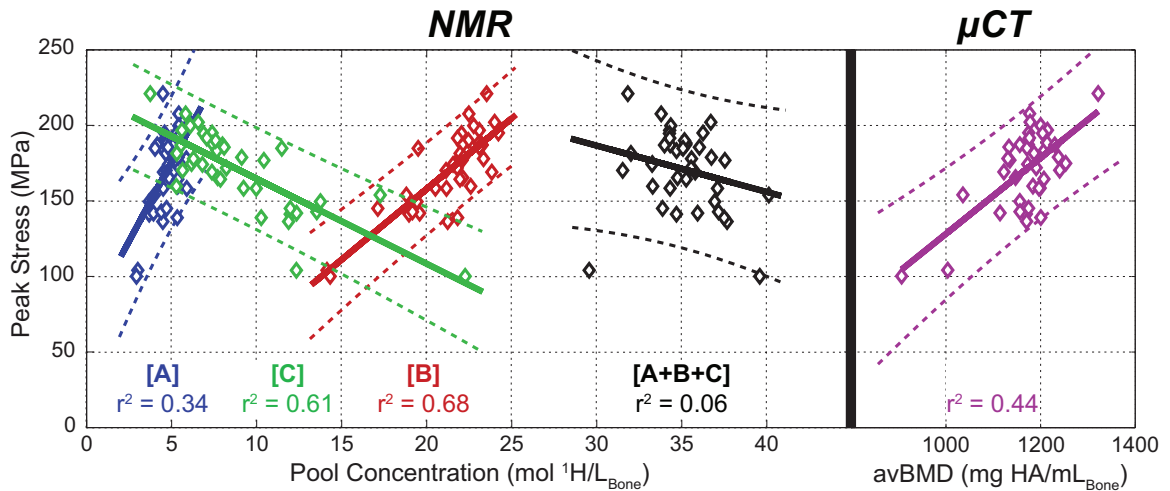 NMR μCT
250
200
150
100
50
0
Peak Stress (MPa)
[A] [C] [B] [A+B+C]
r² = 0.34 r² = 0.61 r² = 0.68 r² = 0.06 r² = 0.44
0 5 10 15 20 25 30 35 40 1000 1200 1400
Pool Concentration (mol ¹H/L_Bone) avBMD (mg HA/mL_Bone)